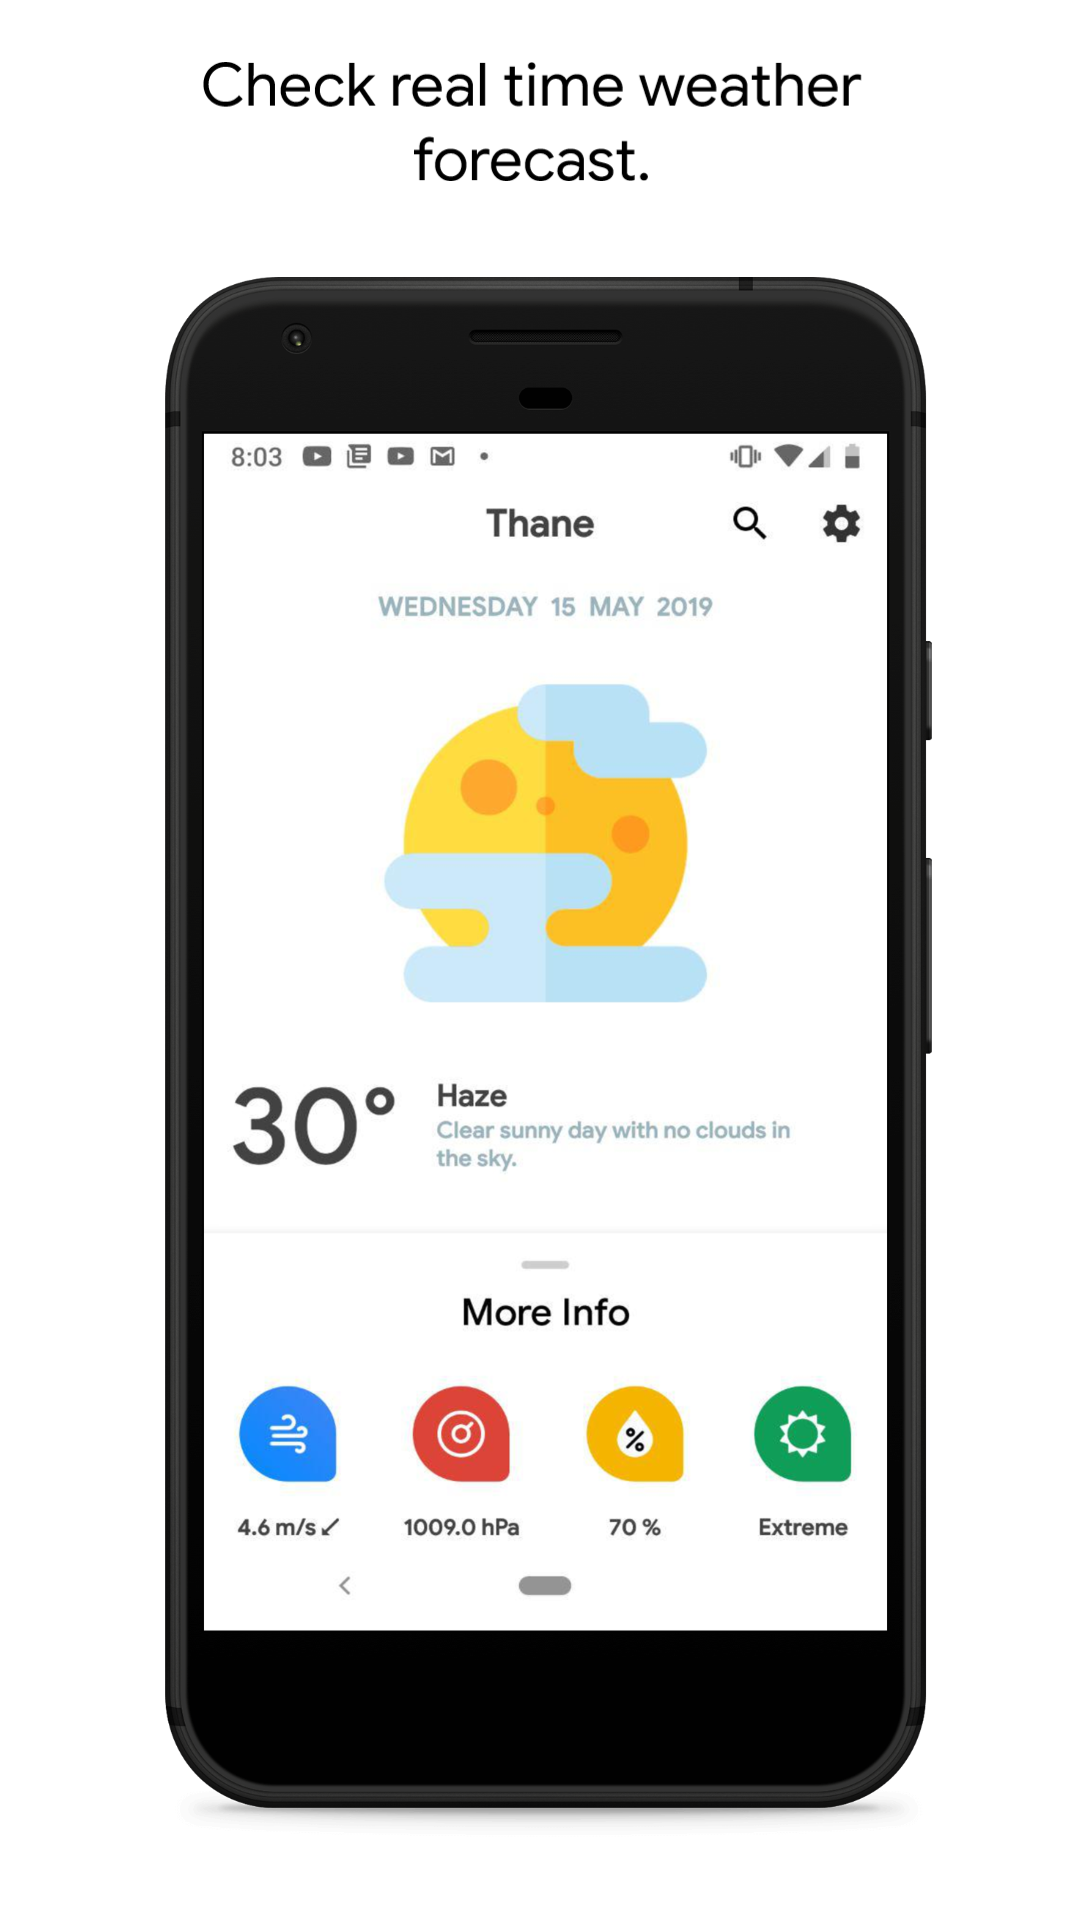 Check real time weather
forecast.
8:03
Thane
WEDNESDAY 15 MAY 2019
30°
Haze
Clear sunny day with no clouds in
the sky.
More Info
%
4.6 m/s↙ 1009.0 hPa 70 % Extreme